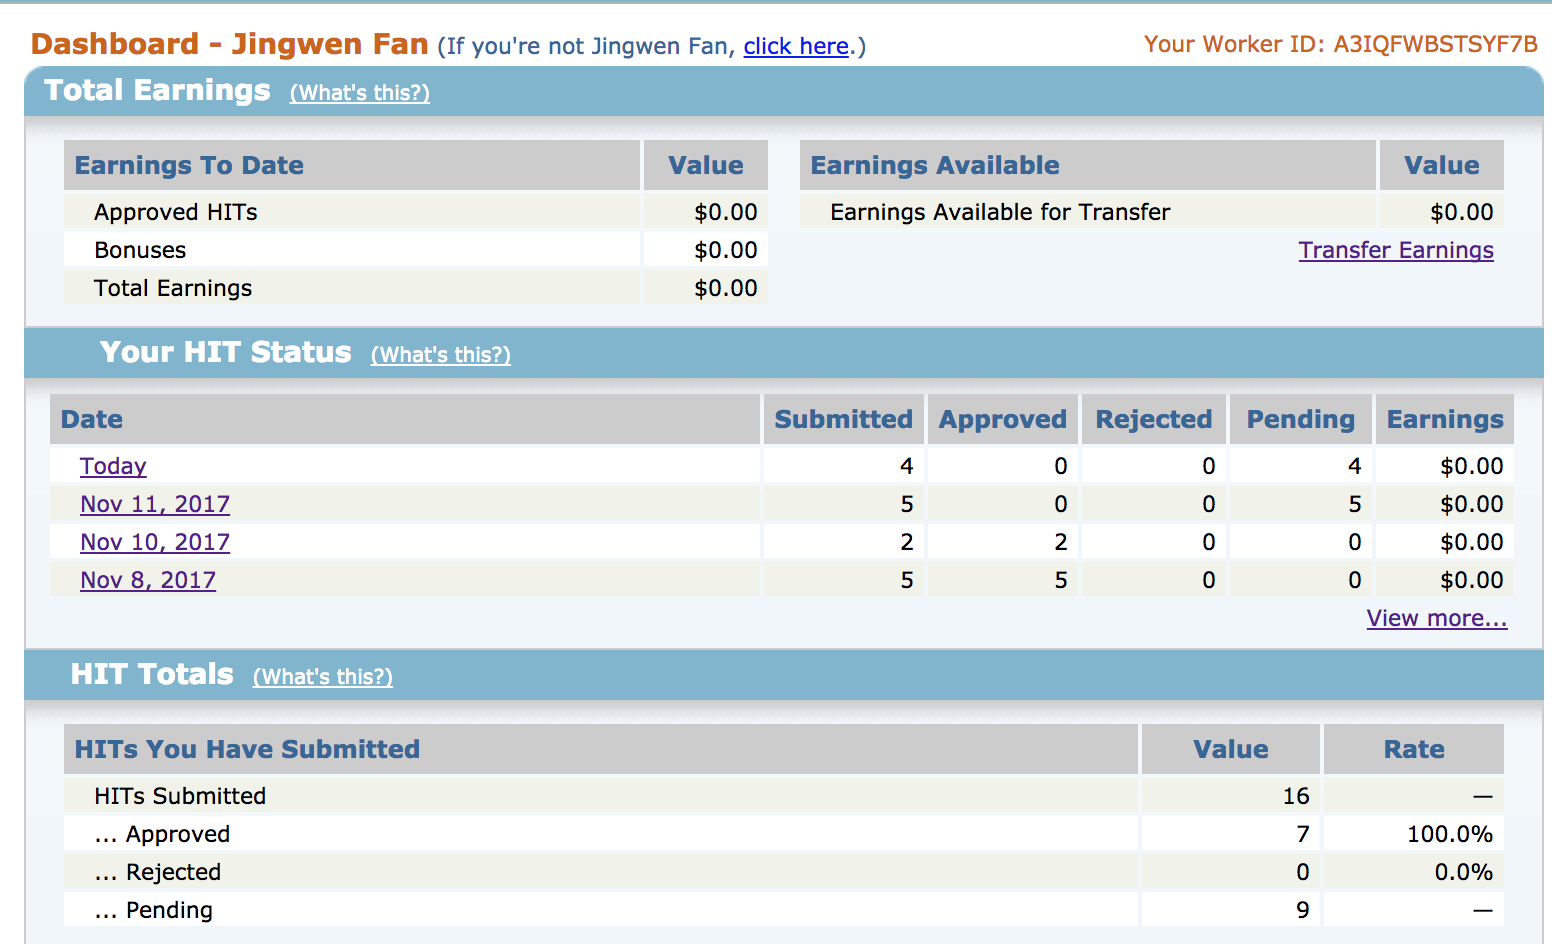 Dashboard - Jingwen Fan (If you're not Jingwen Fan, click here.) Your Worker ID: A3IQFWBSTSYF7B
Total Earnings (What's this?)
Earnings To Date Value Earnings Available Value
Approved HITs $0.00 Earnings Available for Transfer $0.00
Bonuses $0.00 Transfer Earnings
Total Earnings $0.00
Your HIT Status (What's this?)
Date Submitted Approved Rejected Pending Earnings
Today 4 0 0 4 $0.00
Nov 11, 2017 5 0 0 5 $0.00
Nov 10, 2017 2 2 0 0 $0.00
Nov 8, 2017 5 5 0 0 $0.00
View more...
HIT Totals (What's this?)
HITs You Have Submitted Value Rate
HITs Submitted 16 —
... Approved 7 100.0%
... Rejected 0 0.0%
... Pending 9 —